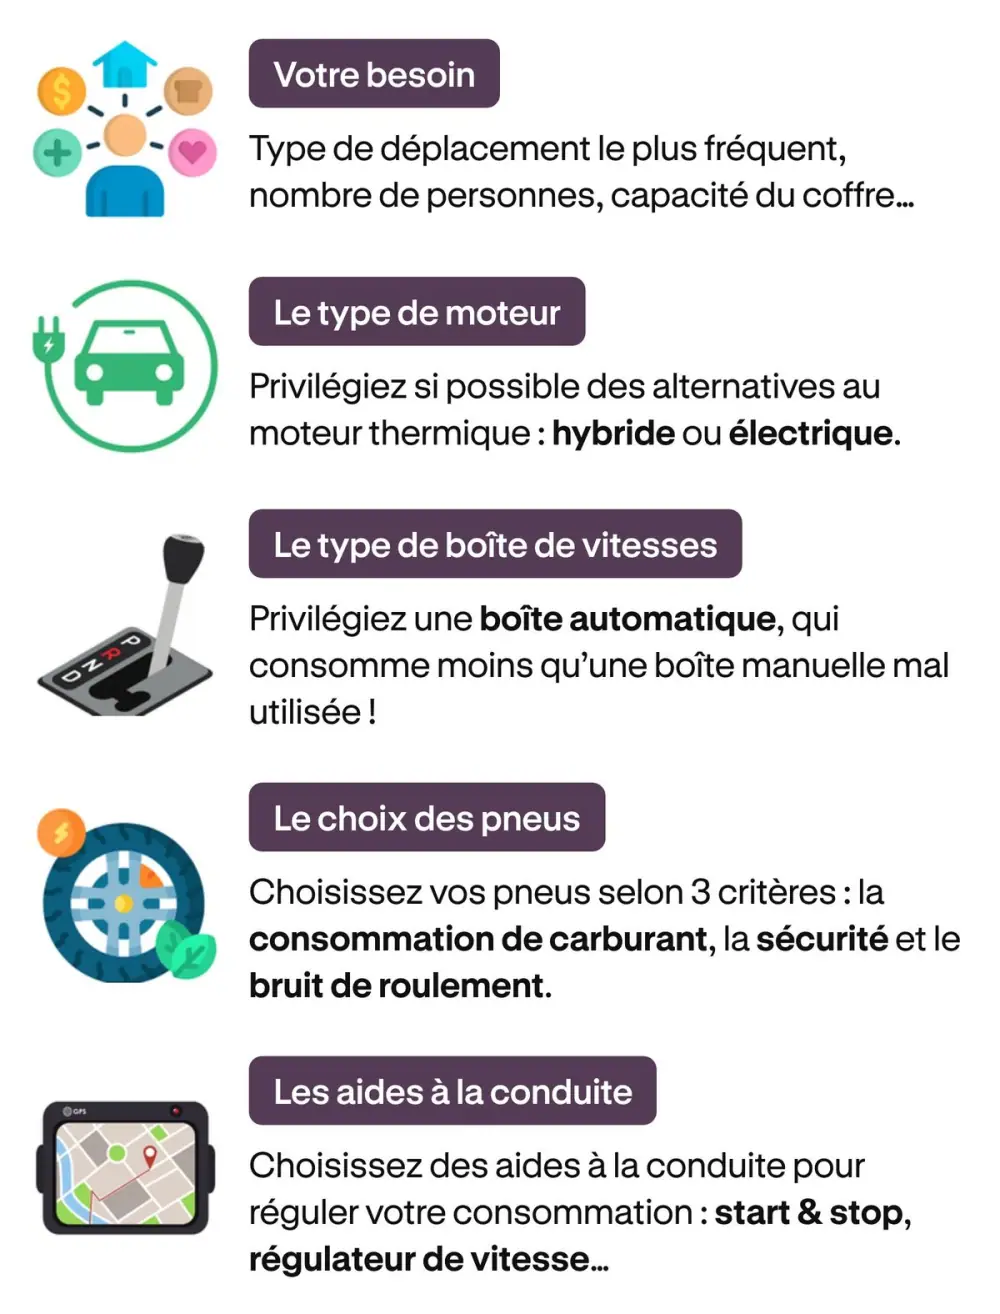 Votre besoin
Type de déplacement le plus fréquent,
nombre de personnes, capacité du coffre...
Le type de moteur
Privilégiez si possible des alternatives au
moteur thermique : hybride ou électrique.
Le type de boîte de vitesses
P
R
N
D
Privilégiez une boîte automatique, qui
consomme moins qu’une boîte manuelle mal
utilisée !
Le choix des pneus
Choisissez vos pneus selon 3 critères : la
consommation de carburant, la sécurité et le
bruit de roulement.
Les aides à la conduite
GPS
Choisissez des aides à la conduite pour
réguler votre consommation : start & stop,
régulateur de vitesse...